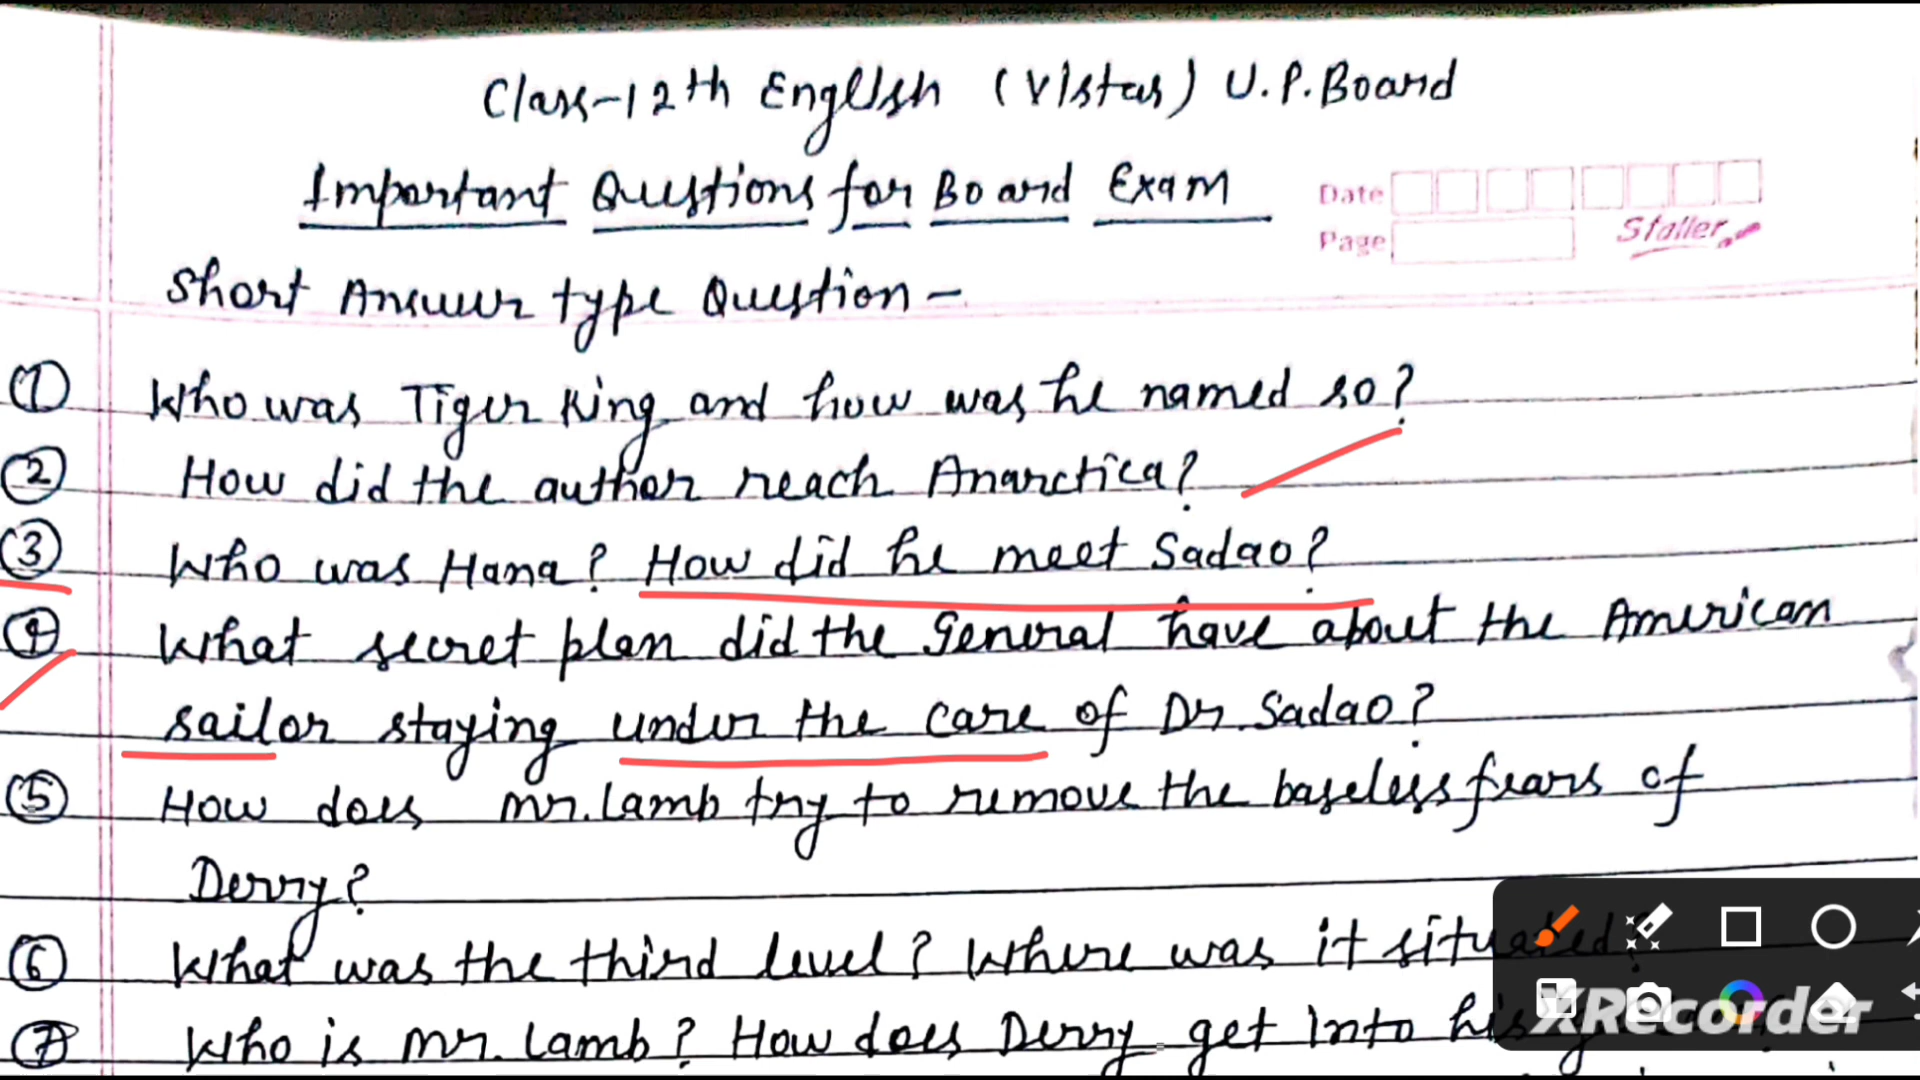 Class-12th English (Vistas) U.P.Board
Important Questions for Board Exam
Date
Page
Staller
Short Answer type Question-
① Who was Tiger King and how was he named so?
② How did the author reach Anarctica?
③ Who was Hana? How did he meet Sadao?
④ What secret plan did the General have about the American
sailor staying under the care of Dr. Sadao?
⑤ How does Mr. Lamb try to remove the baseless fears of
Derry?
⑥ What was the third level? Where was it situated?
⑦ Who is Mr. Lamb? How does Derry get into his
XRecorder